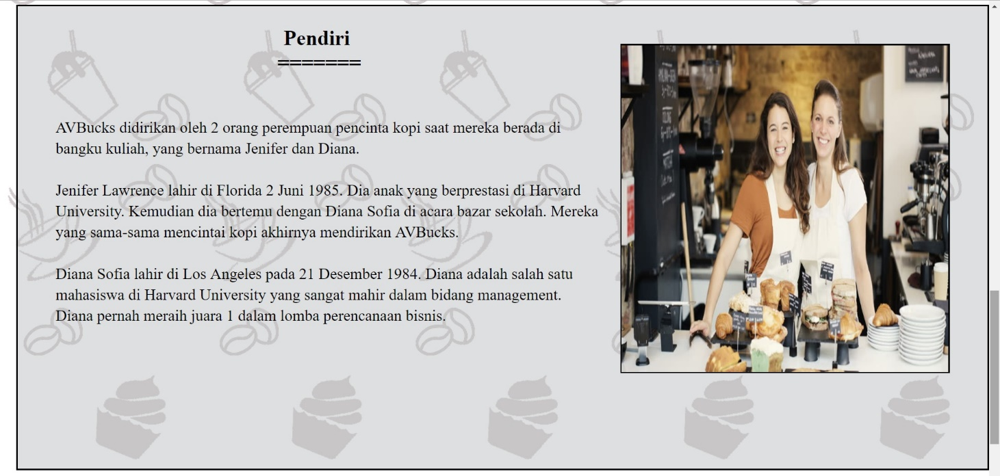 Pendiri
=======
AVBucks didirikan oleh 2 orang perempuan pencinta kopi saat mereka berada di
bangku kuliah, yang bernama Jenifer dan Diana.
Jenifer Lawrence lahir di Florida 2 Juni 1985. Dia anak yang berprestasi di Harvard
University. Kemudian dia bertemu dengan Diana Sofia di acara bazar sekolah. Mereka
yang sama-sama mencintai kopi akhirnya mendirikan AVBucks.
Diana Sofia lahir di Los Angeles pada 21 Desember 1984. Diana adalah salah satu
mahasiswa di Harvard University yang sangat mahir dalam bidang management.
Diana pernah meraih juara 1 dalam lomba perencanaan bisnis.